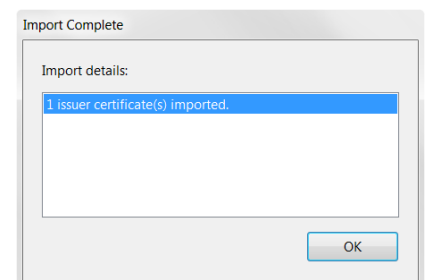 Import Complete
Import details:
1 issuer certificate(s) imported.
OK